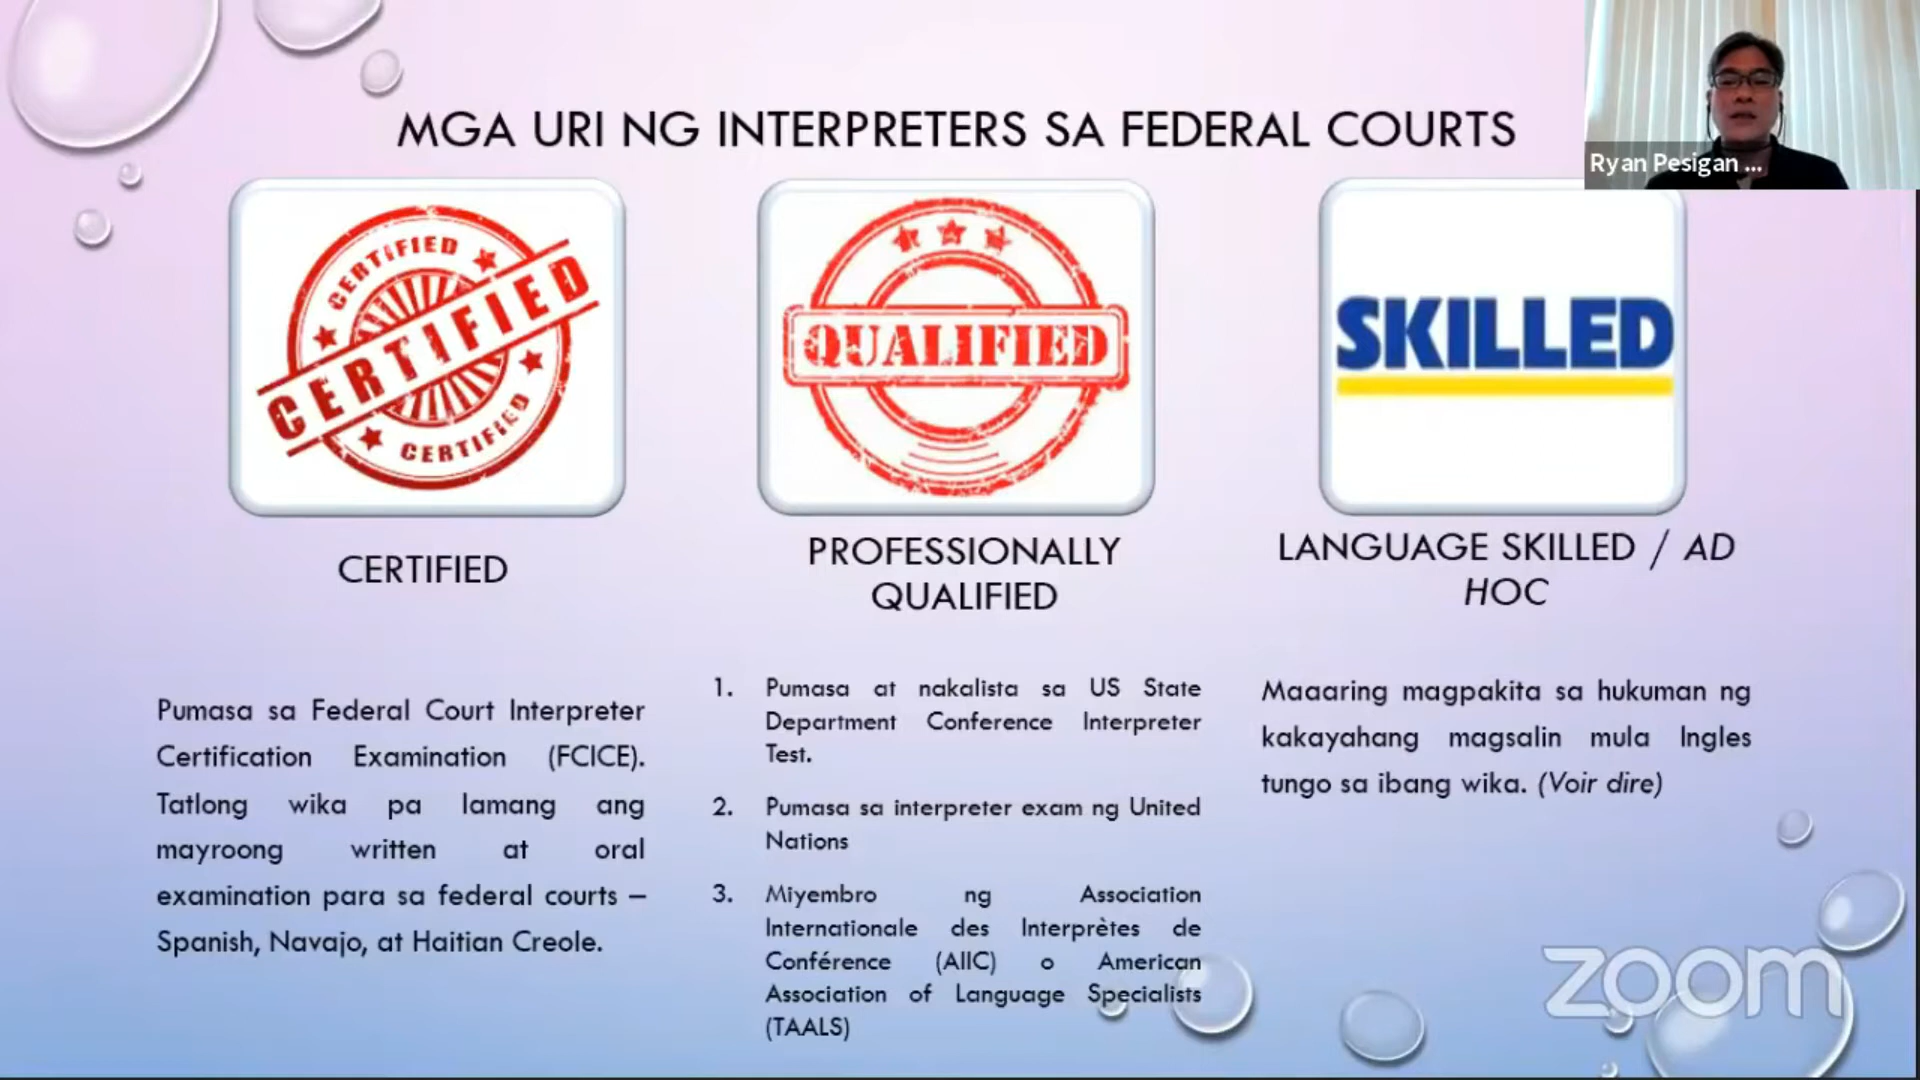 MGA URI NG INTERPRETERS SA FEDERAL COURTS
Ryan Pesigan ...
CERTIFIED
CERTIFIED
CERTIFIED
QUALIFIED
SKILLED
CERTIFIED
PROFESSIONALLY
QUALIFIED
LANGUAGE SKILLED / AD
HOC
Pumasa sa Federal Court Interpreter
Certification Examination (FCICE).
Tatlong wika pa lamang ang
mayroong written at oral
examination para sa federal courts –
Spanish, Navajo, at Haitian Creole.
1. Pumasa at nakalista sa US State
Department Conference Interpreter
Test.
2. Pumasa sa interpreter exam ng United
Nations
3. Miyembro ng Association
Internationale des Interprètes de
Conférence (AIIC) o American
Association of Language Specialists
(TAALS)
Maaaring magpakita sa hukuman ng
kakayahang magsalin mula Ingles
tungo sa ibang wika. (Voir dire)
zoom